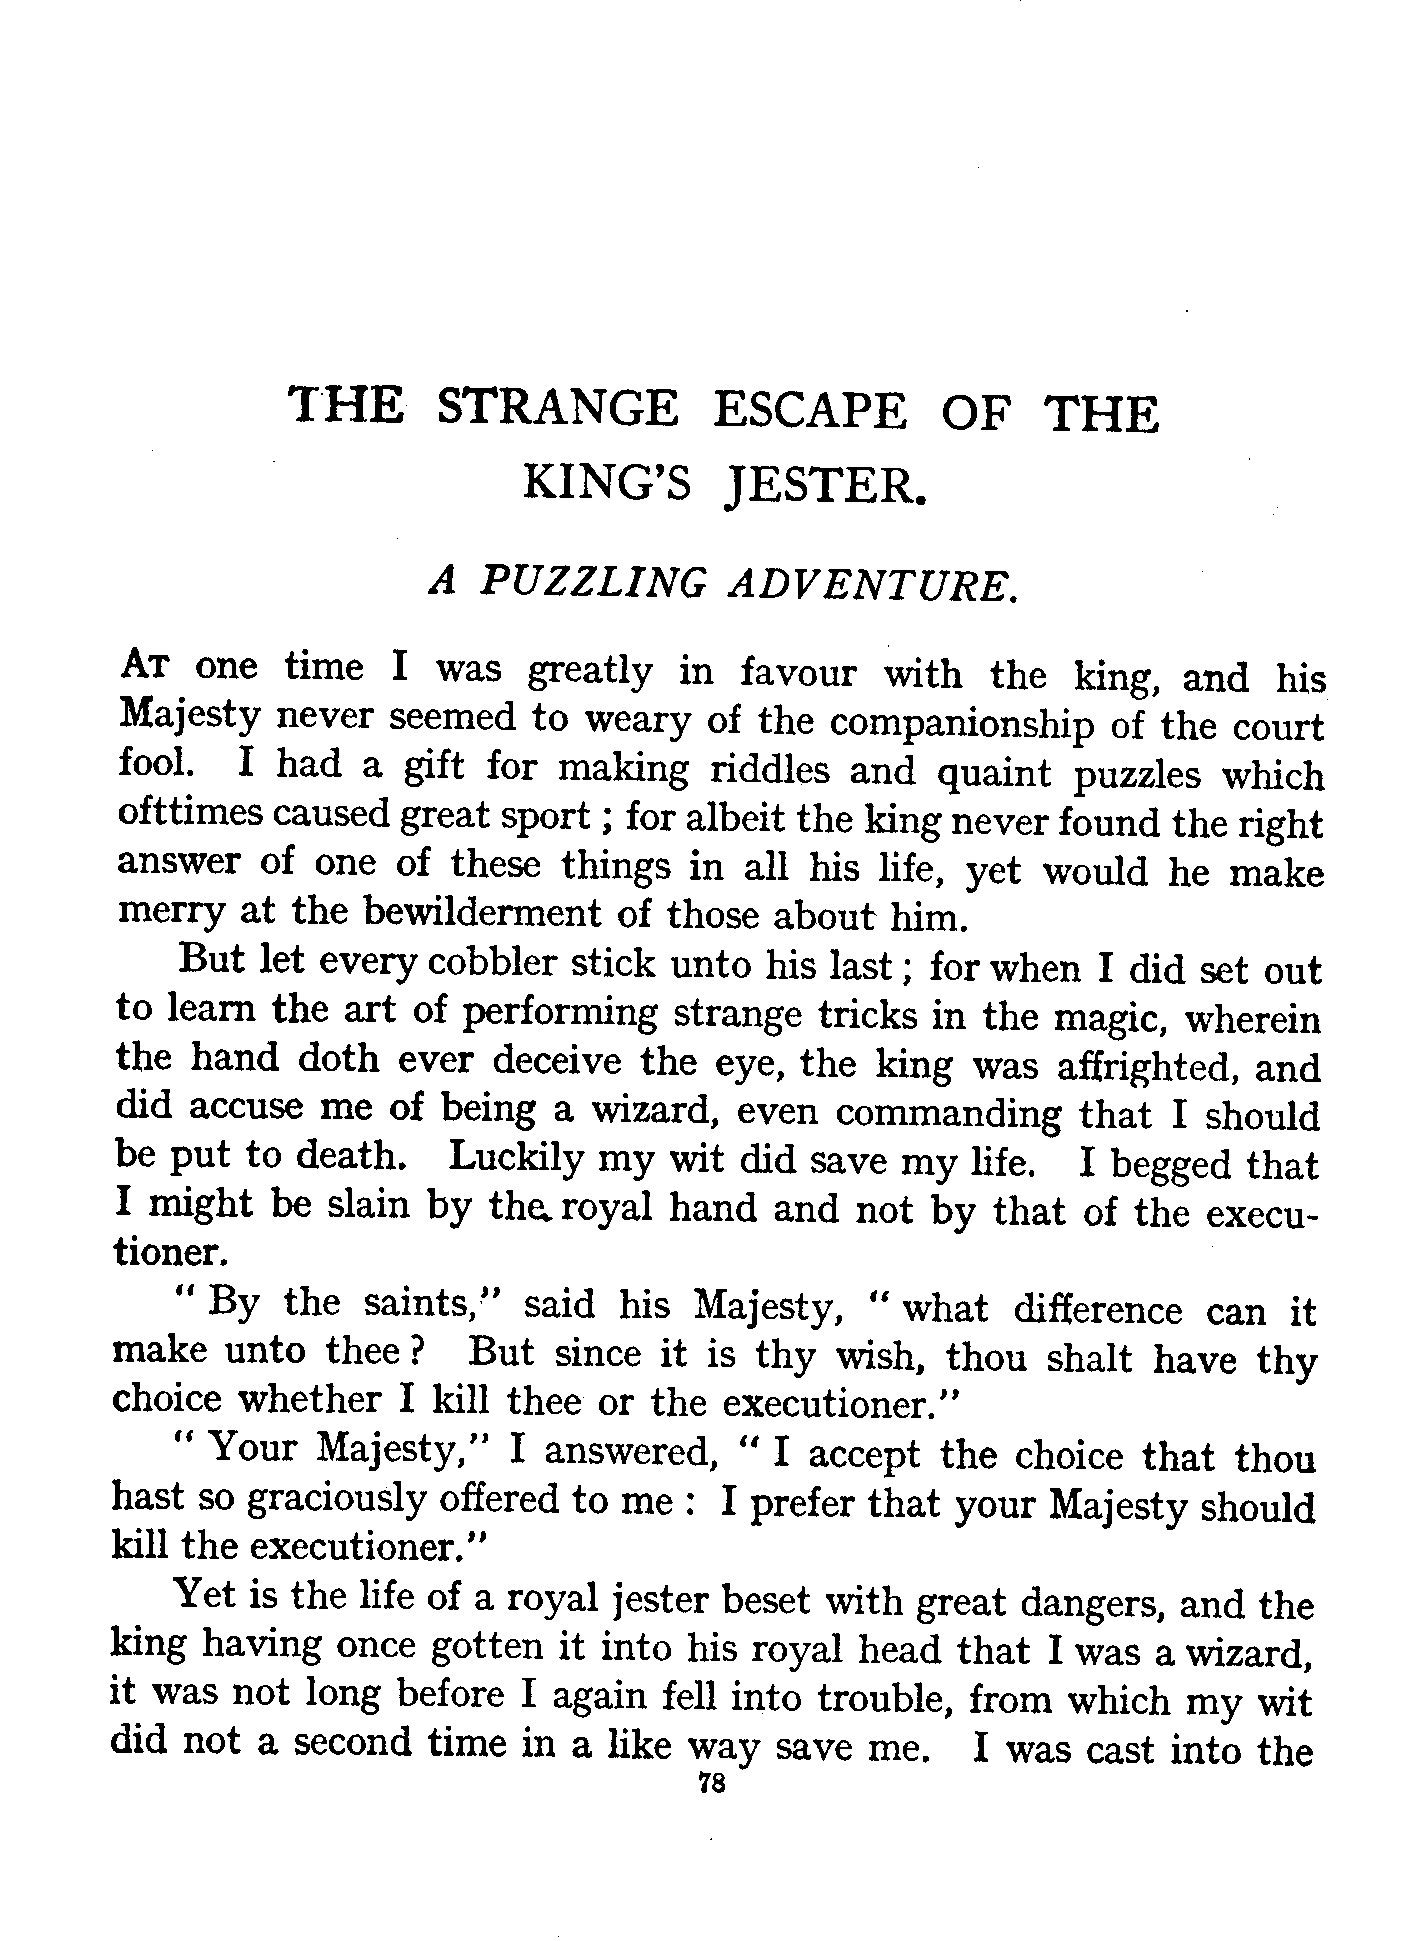 THE STRANGE ESCAPE OF THE
KING'S JESTER.
A PUZZLING ADVENTURE.
AT one time I was greatly in favour with the king, and his
Majesty never seemed to weary of the companionship of the court
fool. I had a gift for making riddles and quaint puzzles which
ofttimes caused great sport ; for albeit the king never found the right
answer of one of these things in all his life, yet would he make
merry at the bewilderment of those about him.
But let every cobbler stick unto his last ; for when I did set out
to learn the art of performing strange tricks in the magic, wherein
the hand doth ever deceive the eye, the king was affrighted, and
did accuse me of being a wizard, even commanding that I should
be put to death. Luckily my wit did save my life. I begged that
I might be slain by the royal hand and not by that of the execu-
tioner.
" By the saints," said his Majesty, " what difference can it
make unto thee ? But since it is thy wish, thou shalt have thy
choice whether I kill thee or the executioner."
" Your Majesty," I answered, " I accept the choice that thou
hast so graciously offered to me : I prefer that your Majesty should
kill the executioner."
Yet is the life of a royal jester beset with great dangers, and the
king having once gotten it into his royal head that I was a wizard,
it was not long before I again fell into trouble, from which my wit
did not a second time in a like way save me. I was cast into the
78